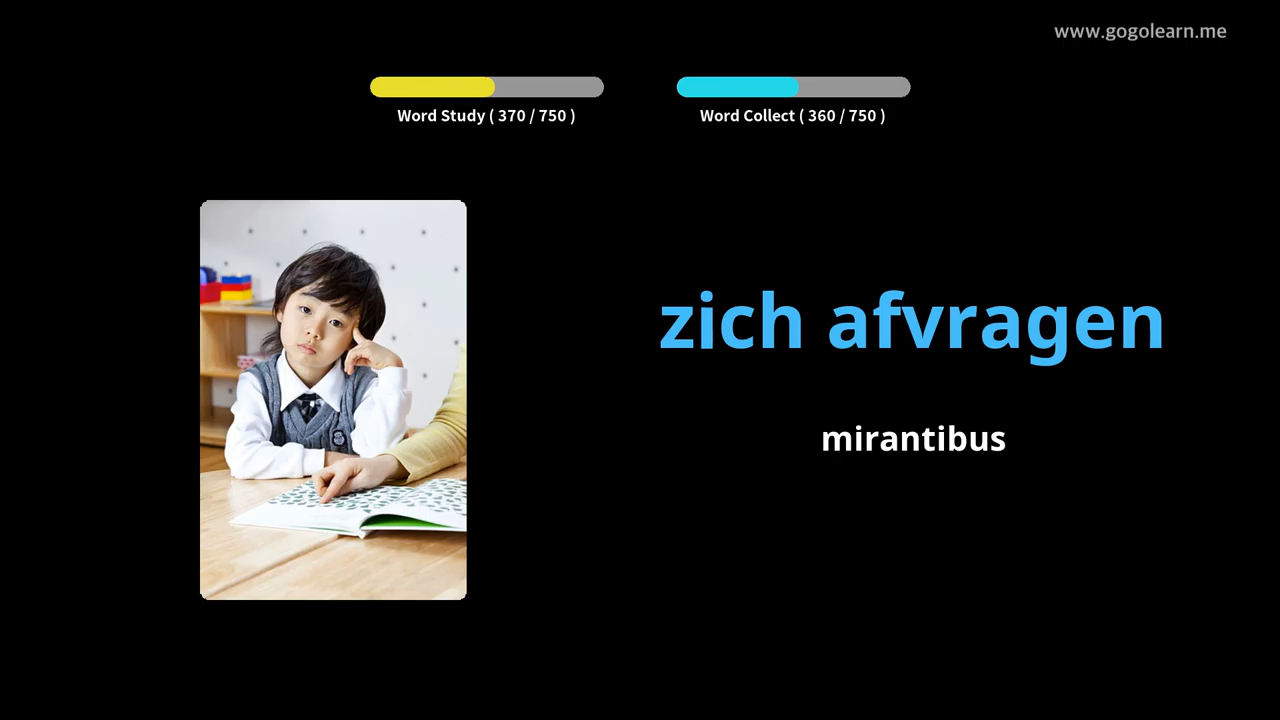 www.gogolearn.me
Word Study ( 370 / 750 )
Word Collect ( 360 / 750 )
zich afvragen
mirantibus